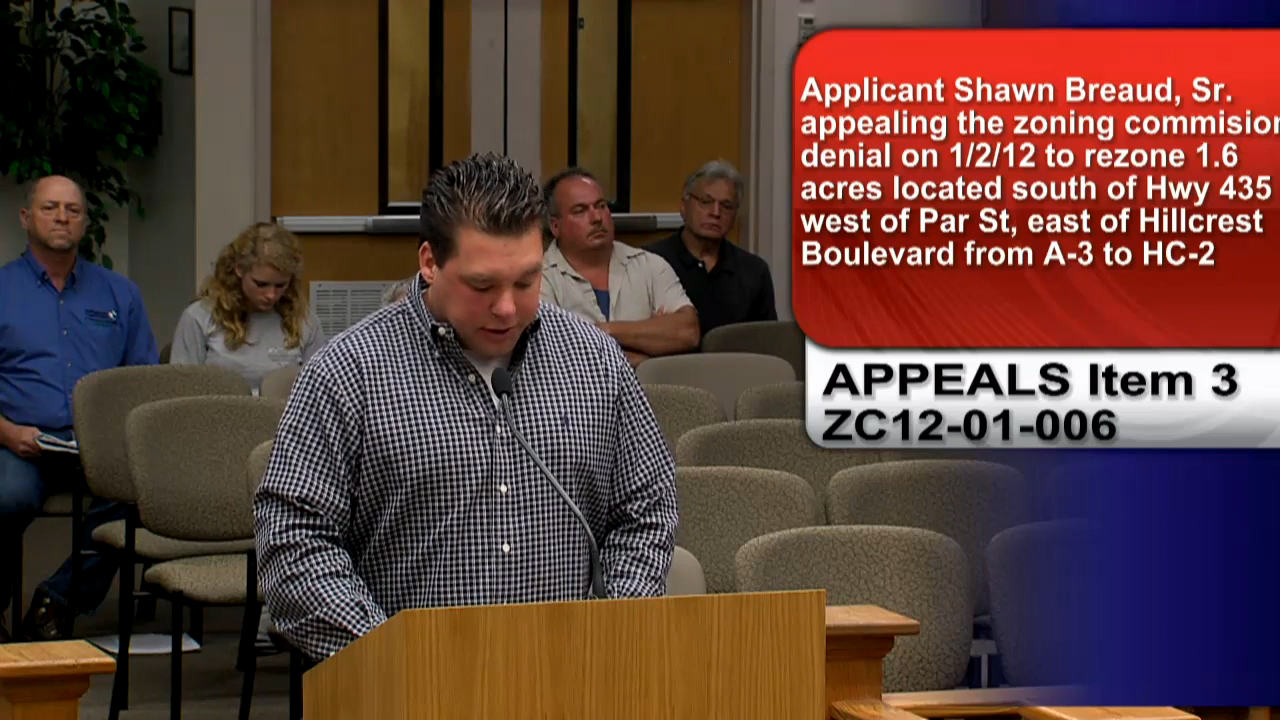 Applicant Shawn Breaud, Sr.
appealing the zoning commision
denial on 1/2/12 to rezone 1.6
acres located south of Hwy 435
west of Par St, east of Hillcrest
Boulevard from A-3 to HC-2
APPEALS Item 3
ZC12-01-006